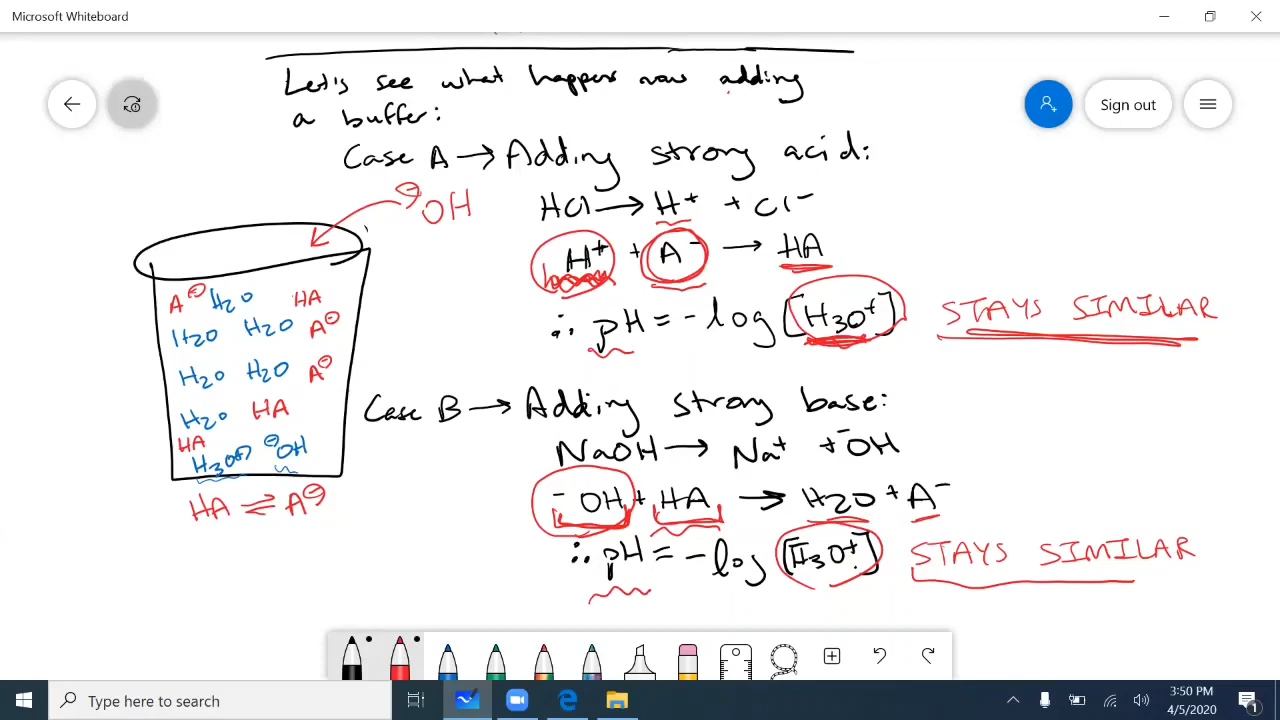 Microsoft Whiteboard
Let's see what happens now adding
a buffer:
Sign out
Case A → Adding strong acid:
⊖OH
HCl → H+ + Cl-
H+ + A- → HA
∴ pH = -log [H3O+] STAYS SIMILAR
A⊖ H2O HA
H2O H2O A⊖
H2O H2O A⊖
H2O HA
HA
H3O⊕ ⊖OH
HA ⇌ A⊖
Case B → Adding strong base:
NaOH → Na+ + -OH
-OH + HA → H2O + A-
∴ pH = -log [H3O+] STAYS SIMILAR
Type here to search
3:50 PM
4/5/2020
1